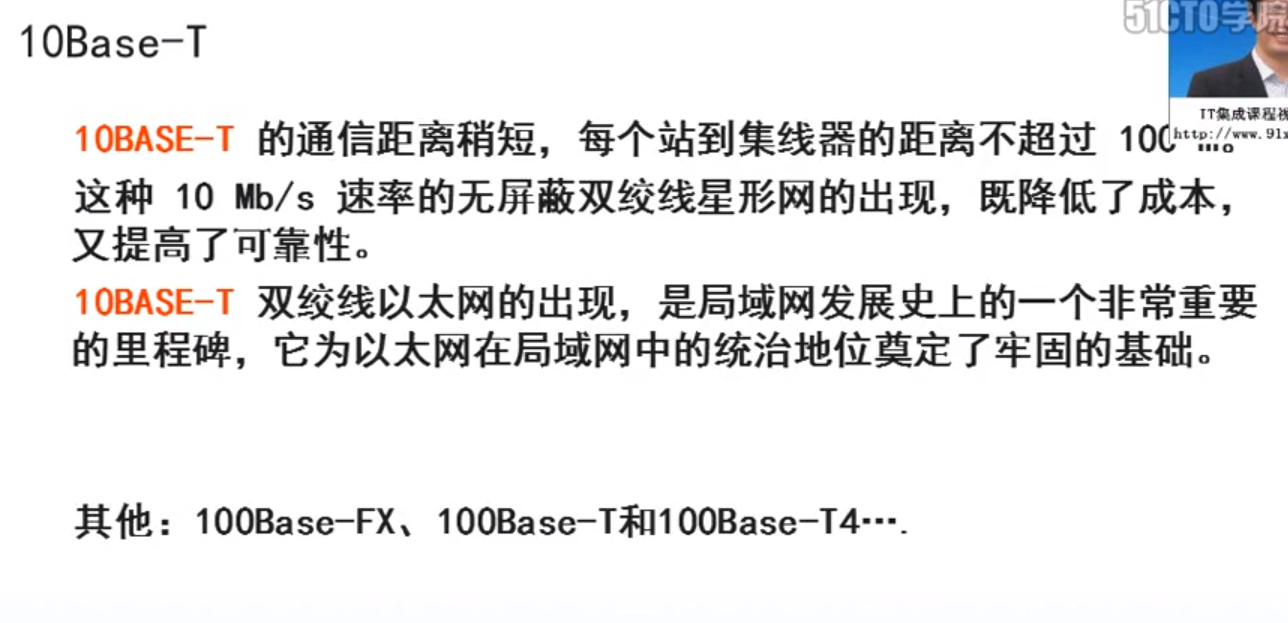 51CTO学院
10Base-T
IT集成课程
http://www.91
10BASE-T 的通信距离稍短，每个站到集线器的距离不超过 100
这种 10 Mb/s 速率的无屏蔽双绞线星形网的出现，既降低了成本，
又提高了可靠性。
10BASE-T 双绞线以太网的出现，是局域网发展史上的一个非常重要
的里程碑，它为以太网在局域网中的统治地位奠定了牢固的基础。
其他：100Base-FX、100Base-T和100Base-T4….